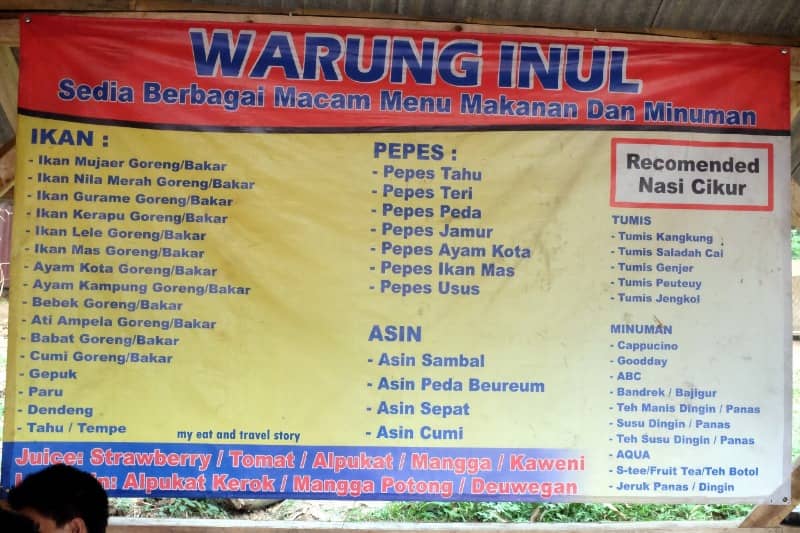 WARUNG INUL
Sedia Berbagai Macam Menu Makanan Dan Minuman
IKAN :
- Ikan Mujaer Goreng/Bakar
- Ikan Nila Merah Goreng/Bakar
- Ikan Gurame Goreng/Bakar
- Ikan Kerapu Goreng/Bakar
- Ikan Lele Goreng/Bakar
- Ikan Mas Goreng/Bakar
- Ayam Kota Goreng/Bakar
- Ayam Kampung Goreng/Bakar
- Bebek Goreng/Bakar
- Ati Ampela Goreng/Bakar
- Babat Goreng/Bakar
- Cumi Goreng/Bakar
- Gepuk
- Paru
- Dendeng
- Tahu / Tempe
PEPES :
- Pepes Tahu
- Pepes Teri
- Pepes Peda
- Pepes Jamur
- Pepes Ayam Kota
- Pepes Ikan Mas
- Pepes Usus
ASIN
- Asin Sambal
- Asin Peda Beureum
- Asin Sepat
- Asin Cumi
Recomended
Nasi Cikur
TUMIS
- Tumis Kangkung
- Tumis Saladah Cai
- Tumis Genjer
- Tumis Peuteuy
- Tumis Jengkol
MINUMAN
- Cappucino
- Goodday
- ABC
- Bandrek / Bajigur
- Teh Manis Dingin / Panas
- Susu Dingin / Panas
- Teh Susu Dingin / Panas
- AQUA
- S-tee/Fruit Tea/Teh Botol
- Jeruk Panas / Dingin
my eat and travel story
Juice: Strawberry / Tomat / Alpukat / Mangga / Kaweni
Alpukat Kerok / Mangga Potong / Deuwegan